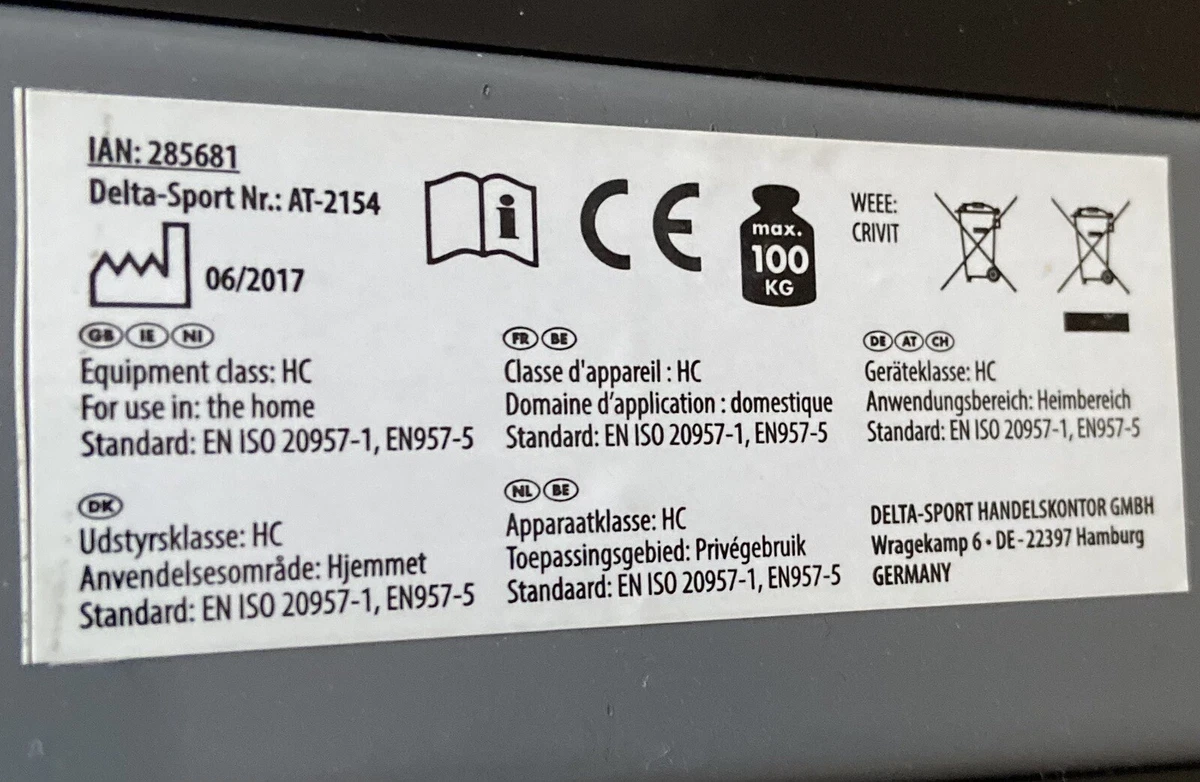 IAN: 285681
Delta-Sport Nr.: AT-2154
06/2017
i
CE
max.
100
KG
WEEE:
CRIVIT
GB IE NI
Equipment class: HC
For use in: the home
Standard: EN ISO 20957-1, EN957-5
FR BE
Classe d'appareil : HC
Domaine d'application : domestique
Standard: EN ISO 20957-1, EN957-5
DE AT CH
Geräteklasse: HC
Anwendungsbereich: Heimbereich
Standard: EN ISO 20957-1, EN957-5
DK
Udstyrsklasse: HC
Anvendelsesområde: Hjemmet
Standard: EN ISO 20957-1, EN957-5
NL BE
Apparaatklasse: HC
Toepassingsgebied: Privégebruik
Standaard: EN ISO 20957-1, EN957-5
DELTA-SPORT HANDELSKONTOR GMBH
Wragekamp 6 • DE-22397 Hamburg
GERMANY